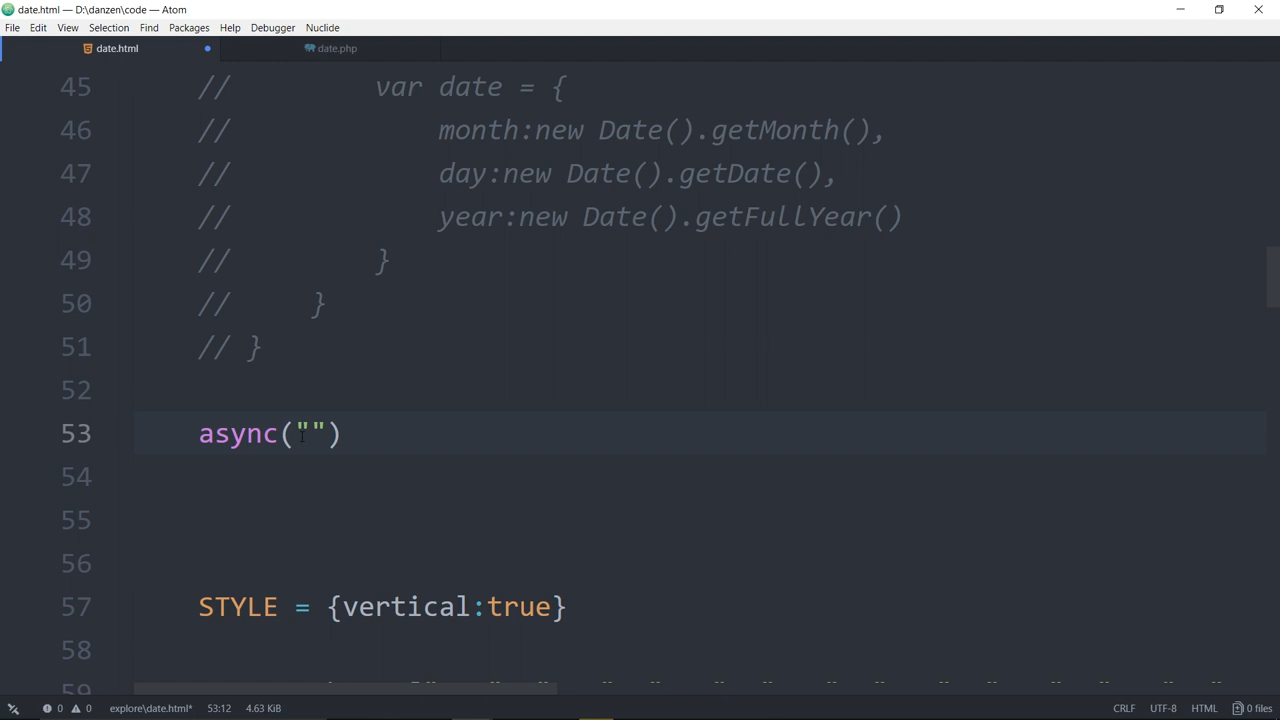 date.html — D:\danzen\code — Atom
File Edit View Selection Find Packages Help Debugger Nuclide
date.html date.php
45 // var date = {
46 // month:new Date().getMonth(),
47 // day:new Date().getDate(),
48 // year:new Date().getFullYear()
49 // }
50 // }
51 // }
52
53 async("")
54
55
56
57 STYLE = {vertical:true}
58
59
0 0 explore\date.html* 53:12 4.63 KiB CRLF UTF-8 HTML 0 files